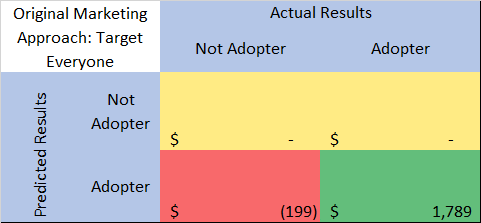 Original Marketing
Approach: Target
Everyone
Actual Results
Not Adopter Adopter
Predicted Results
Not
Adopter
$ - $ -
Adopter
$ (199) $ 1,789